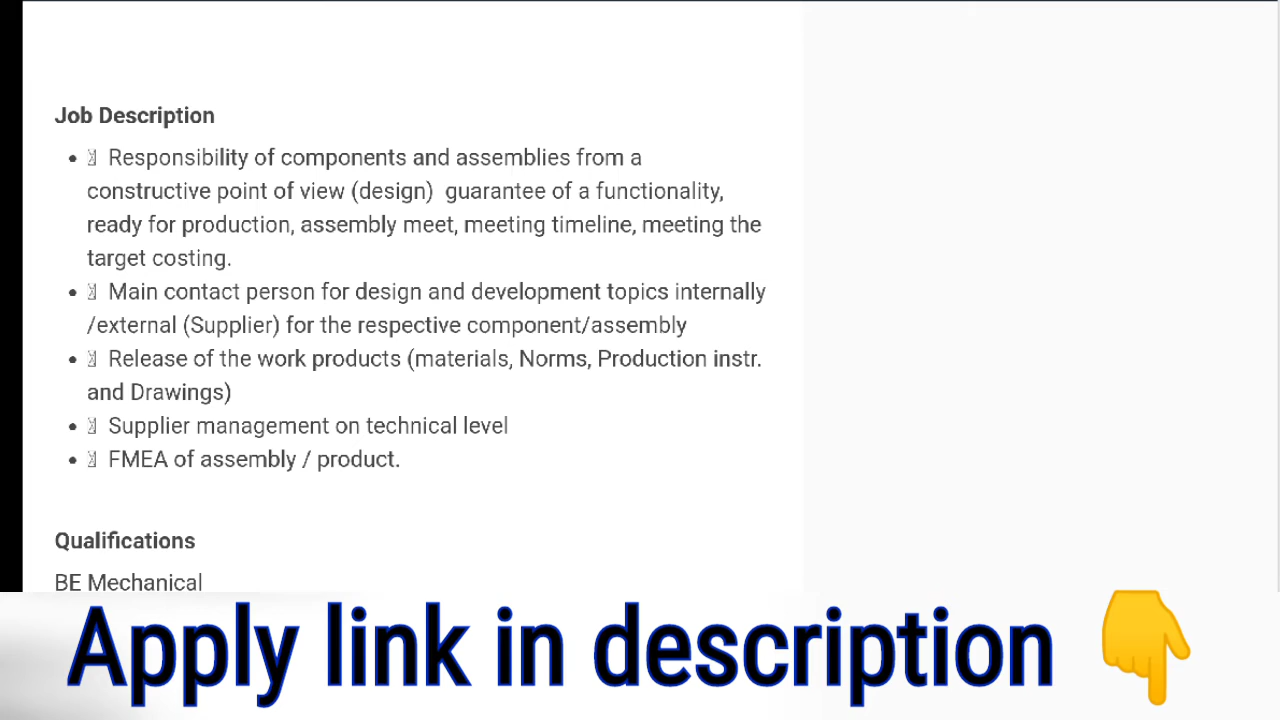 Job Description
• Responsibility of components and assemblies from a
constructive point of view (design)  guarantee of a functionality,
ready for production, assembly meet, meeting timeline, meeting the
target costing.
• Main contact person for design and development topics internally
/external (Supplier) for the respective component/assembly
• Release of the work products (materials, Norms, Production instr.
and Drawings)
• Supplier management on technical level
• FMEA of assembly / product.
Qualifications
BE Mechanical
Apply link in description 👇